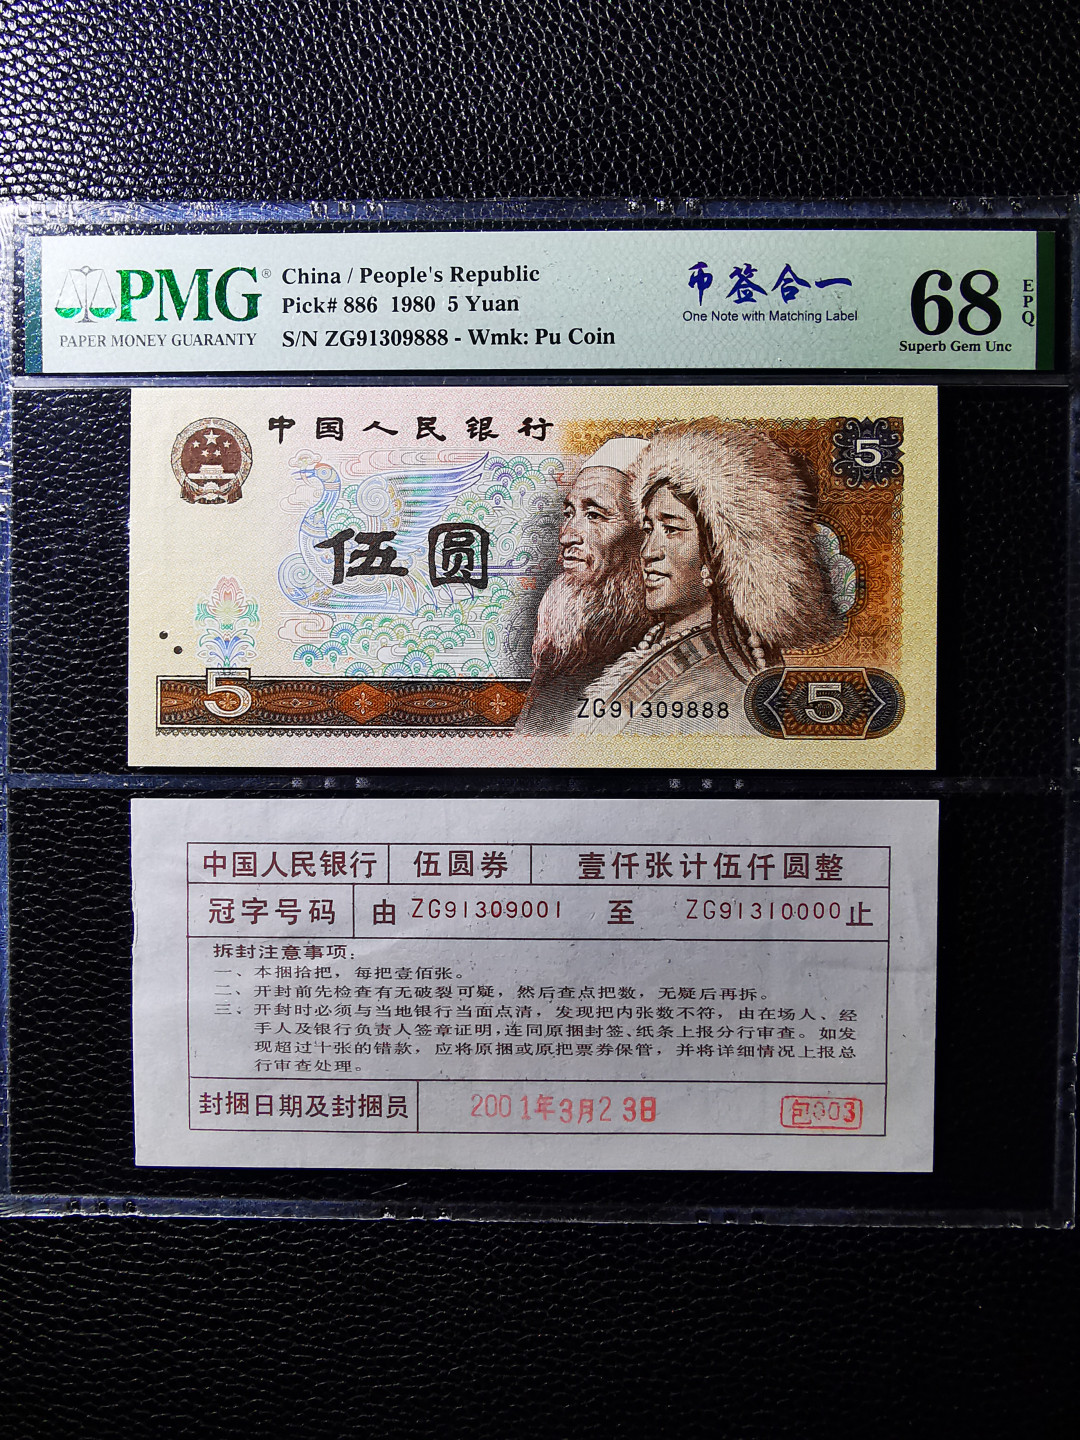 PMG®
PAPER MONEY GUARANTY
China / People's Republic
Pick# 886 1980 5 Yuan
S/N ZG91309888 - Wmk: Pu Coin
币签合一
One Note with Matching Label
68
EPQ
Superb Gem Unc
中国人民银行
5
伍圆
5
ZG91309888
5
中国人民银行 伍圆券 壹仟张计伍仟圆整
冠字号码 由 ZG91309001 至 ZG91310000止
拆封注意事项:
一、本捆拾把,每把壹佰张。
二、开封前先检查有无破裂可疑,然后查点把数,无疑后再拆。
三、开封时必须与当地银行当面点清,发现把内张数不符,由在场人、经
手人及银行负责人签章证明,连同原捆封签、纸条上报分行审查。如发
现超过十张的错款,应将原捆或原把票券保管,并将详细情况上报总
行审查处理。
封捆日期及封捆员 2001年3月23日 包003